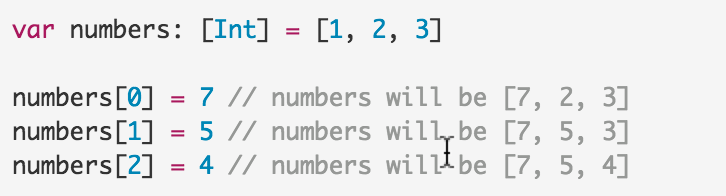 var numbers: [Int] = [1, 2, 3]
numbers[0] = 7 // numbers will be [7, 2, 3]
numbers[1] = 5 // numbers will be [7, 5, 3]
numbers[2] = 4 // numbers will be [7, 5, 4]